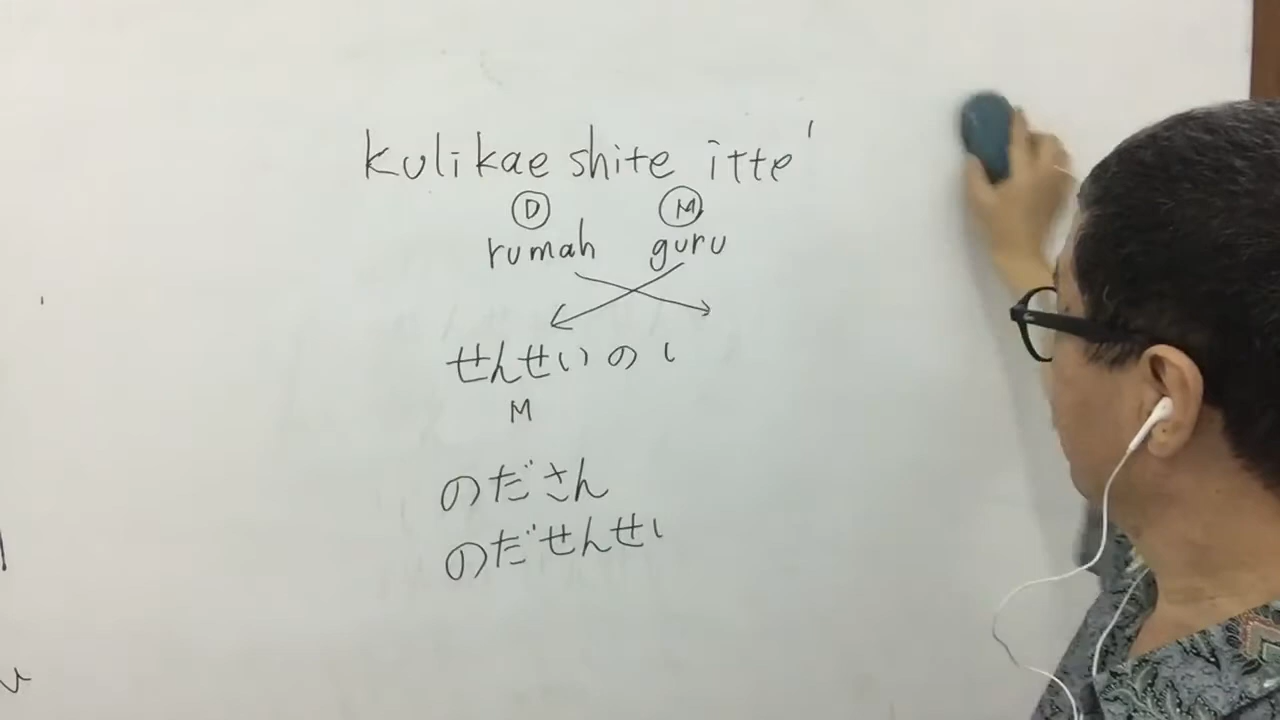 kulikae shite itte'
D M
rumah guru
せんせい の し
M
のださん
のだせんせい